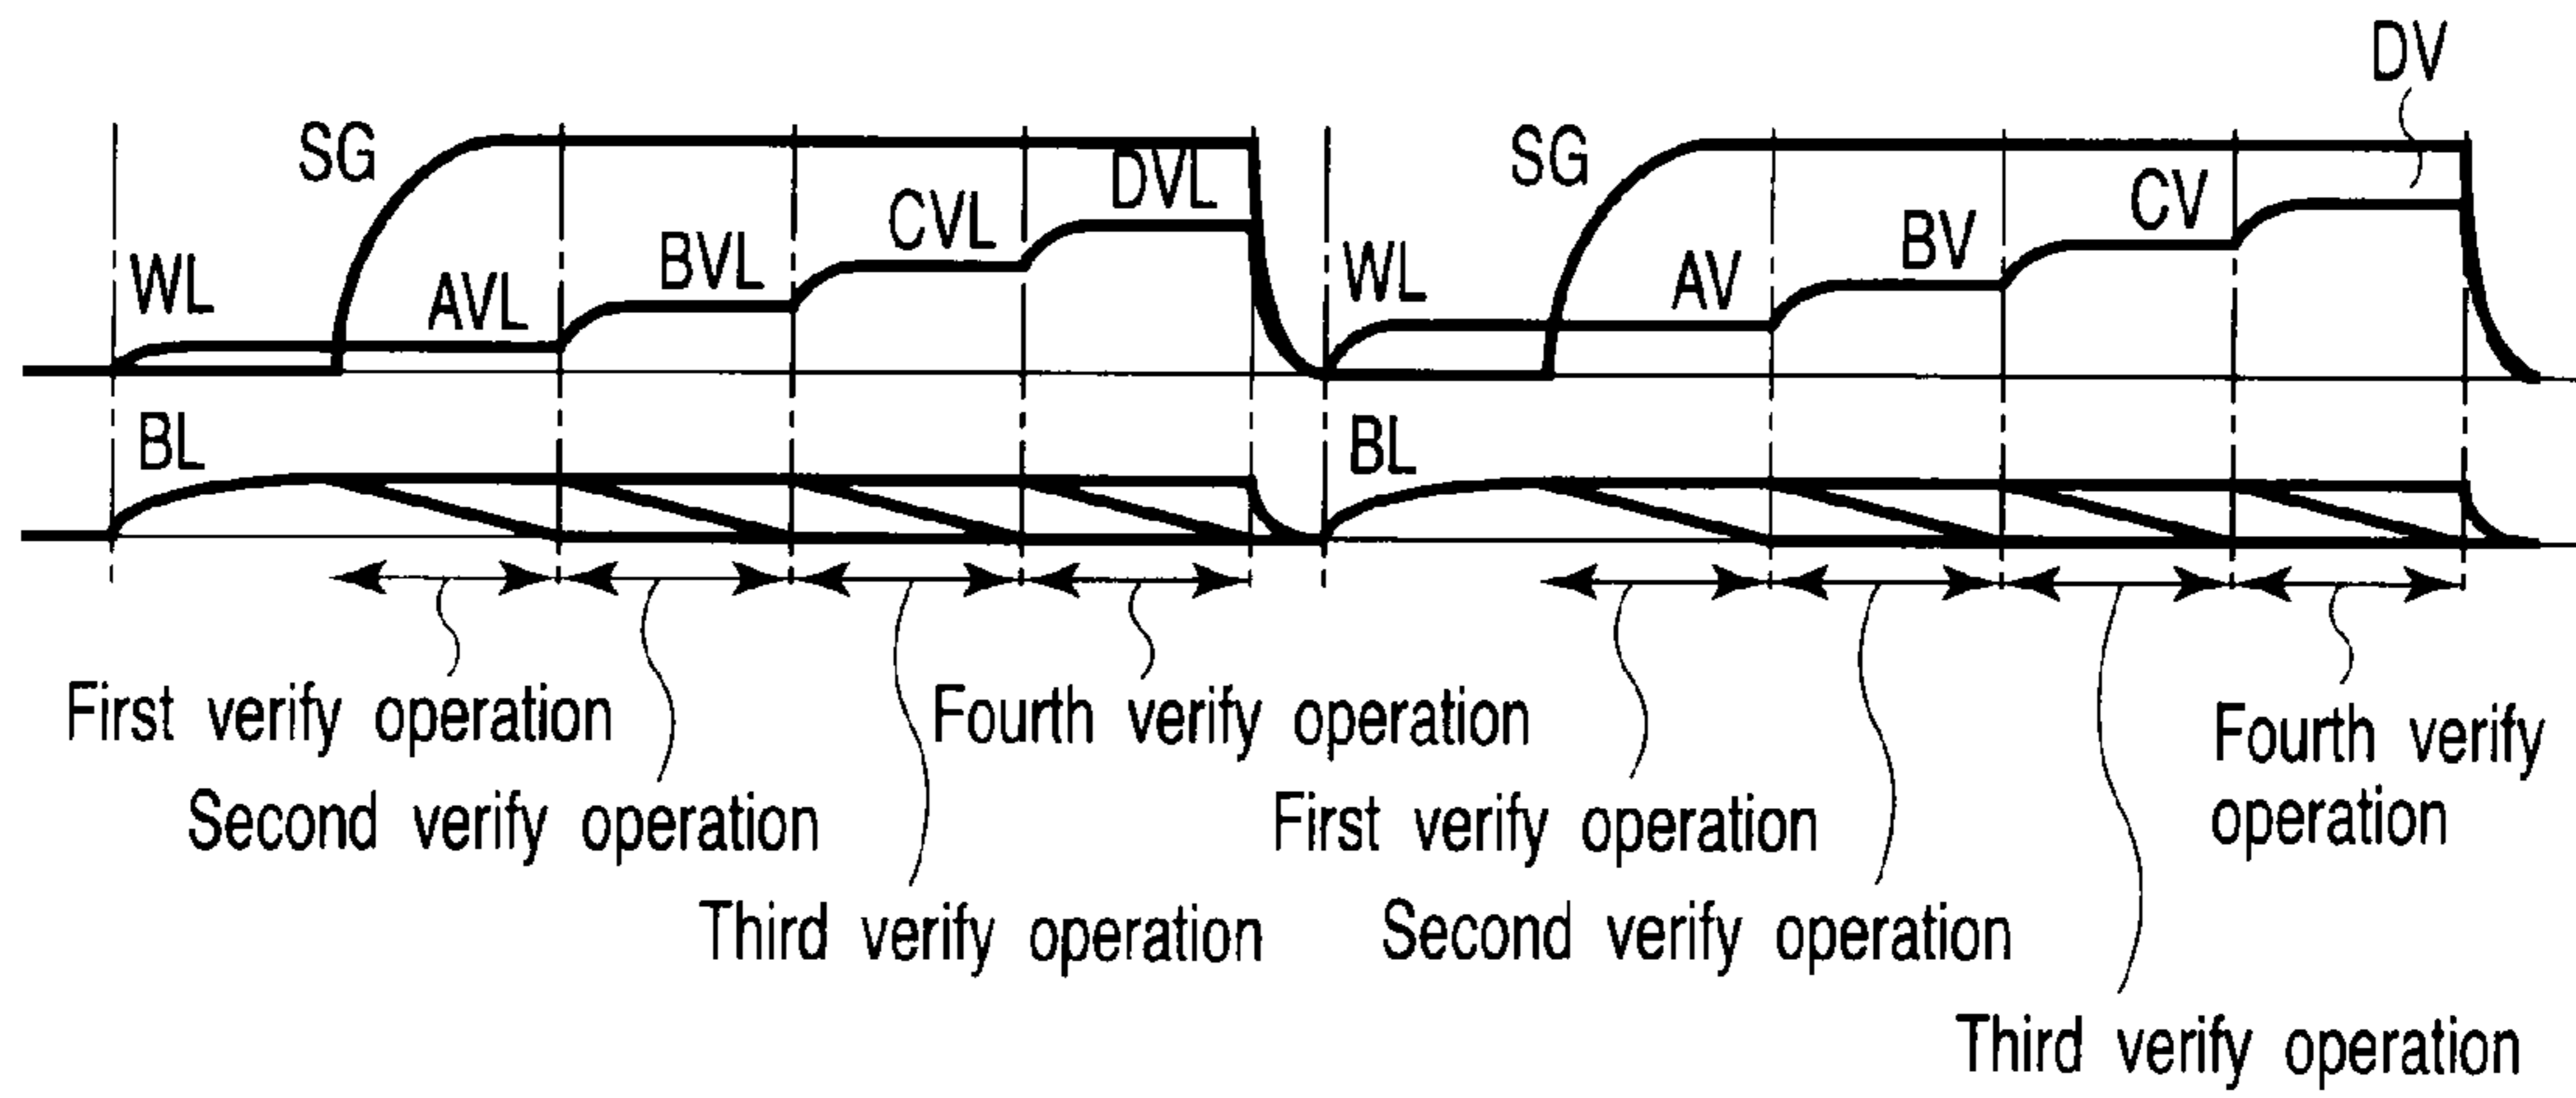 DV
SG
SG
DVL
CV
CVL
BV
BVL
WL
AV
WL
AVL
BL
BL
First verify operation
Fourth verify operation
Fourth verify
operation
Second verify operation
First verify operation
Third verify operation
Second verify operation
Third verify operation